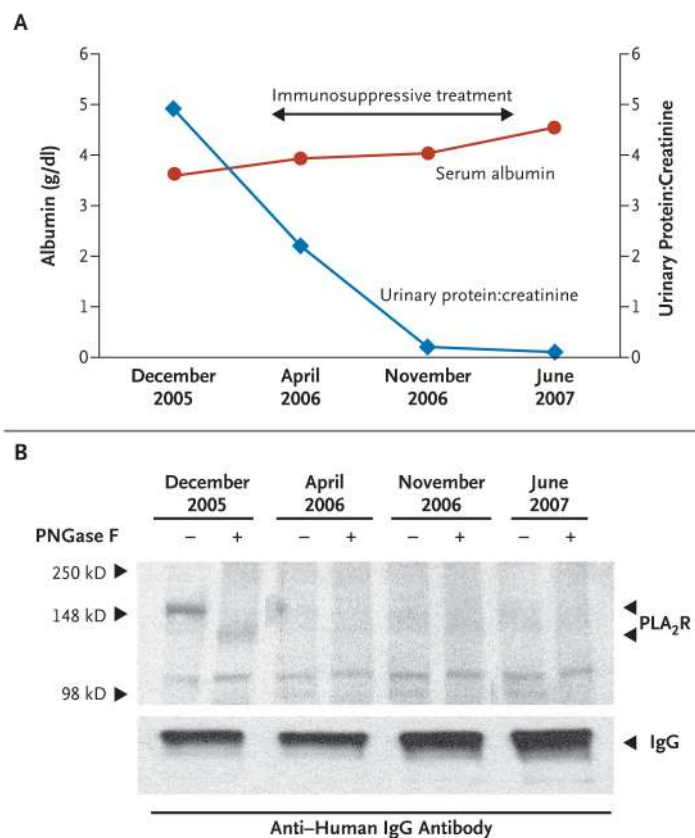 A
6
5
4
3
2
1
0
Albumin (g/dl)
Immunosuppressive treatment
Serum albumin
Urinary protein:creatinine
6
5
4
3
2
1
0
Urinary Protein:Creatinine
December
2005
April
2006
November
2006
June
2007
B
December
2005
April
2006
November
2006
June
2007
PNGase F − + − + − + − +
250 kD
148 kD
98 kD
PLA₂R
IgG
Anti–Human IgG Antibody